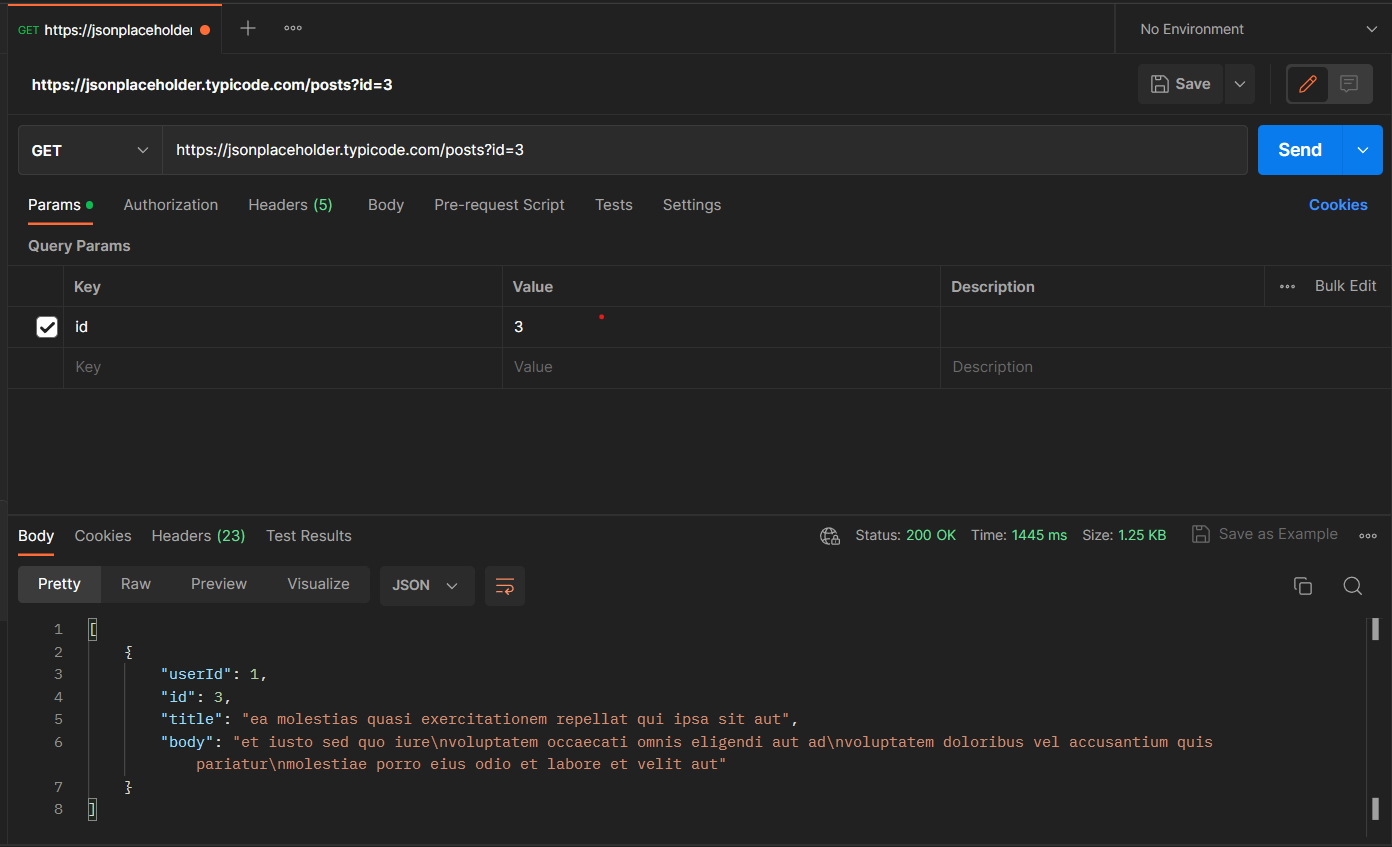 GET https://jsonplaceholder
No Environment
https://jsonplaceholder.typicode.com/posts?id=3
Save
GET https://jsonplaceholder.typicode.com/posts?id=3 Send
Params Authorization Headers (5) Body Pre-request Script Tests Settings Cookies
Query Params
Key Value Description Bulk Edit
id 3
Key Value Description
Body Cookies Headers (23) Test Results Status: 200 OK Time: 1445 ms Size: 1.25 KB Save as Example
Pretty Raw Preview Visualize JSON
1 [
2 {
3 "userId": 1,
4 "id": 3,
5 "title": "ea molestias quasi exercitationem repellat qui ipsa sit aut",
6 "body": "et iusto sed quo iure\nvoluptatem occaecati omnis eligendi aut ad\nvoluptatem doloribus vel accusantium quis
pariatur\nmolestiae porro eius odio et labore et velit aut"
7 }
8 ]